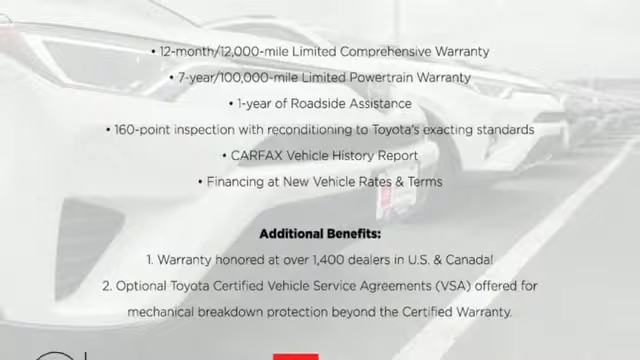 • 12-month/12,000-mile Limited Comprehensive Warranty
• 7-year/100,000-mile Limited Powertrain Warranty
• 1-year of Roadside Assistance
• 160-point inspection with reconditioning to Toyota's exacting standards
• CARFAX Vehicle History Report
• Financing at New Vehicle Rates & Terms
Additional Benefits:
1. Warranty honored at over 1,400 dealers in U.S. & Canada!
2. Optional Toyota Certified Vehicle Service Agreements (VSA) offered for
mechanical breakdown protection beyond the Certified Warranty.